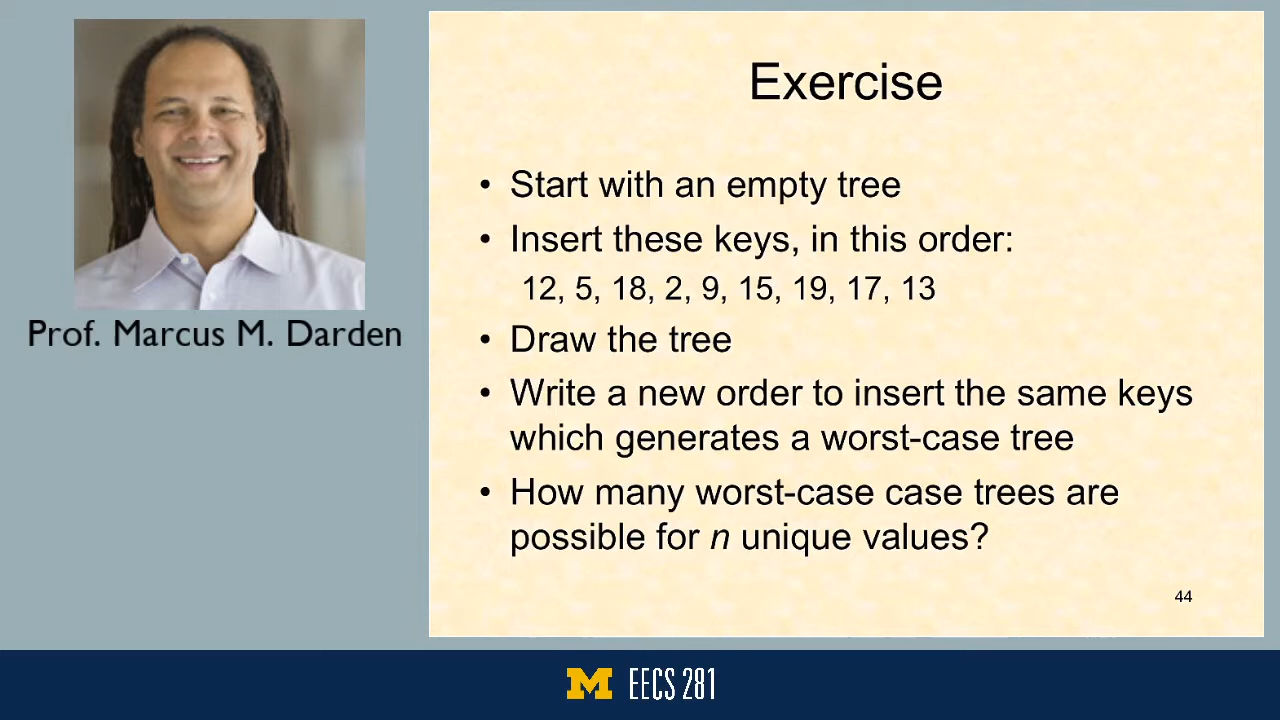 Prof. Marcus M. Darden
Exercise
• Start with an empty tree
• Insert these keys, in this order:
12, 5, 18, 2, 9, 15, 19, 17, 13
• Draw the tree
• Write a new order to insert the same keys
which generates a worst-case tree
• How many worst-case case trees are
possible for n unique values?
44
M EECS 281